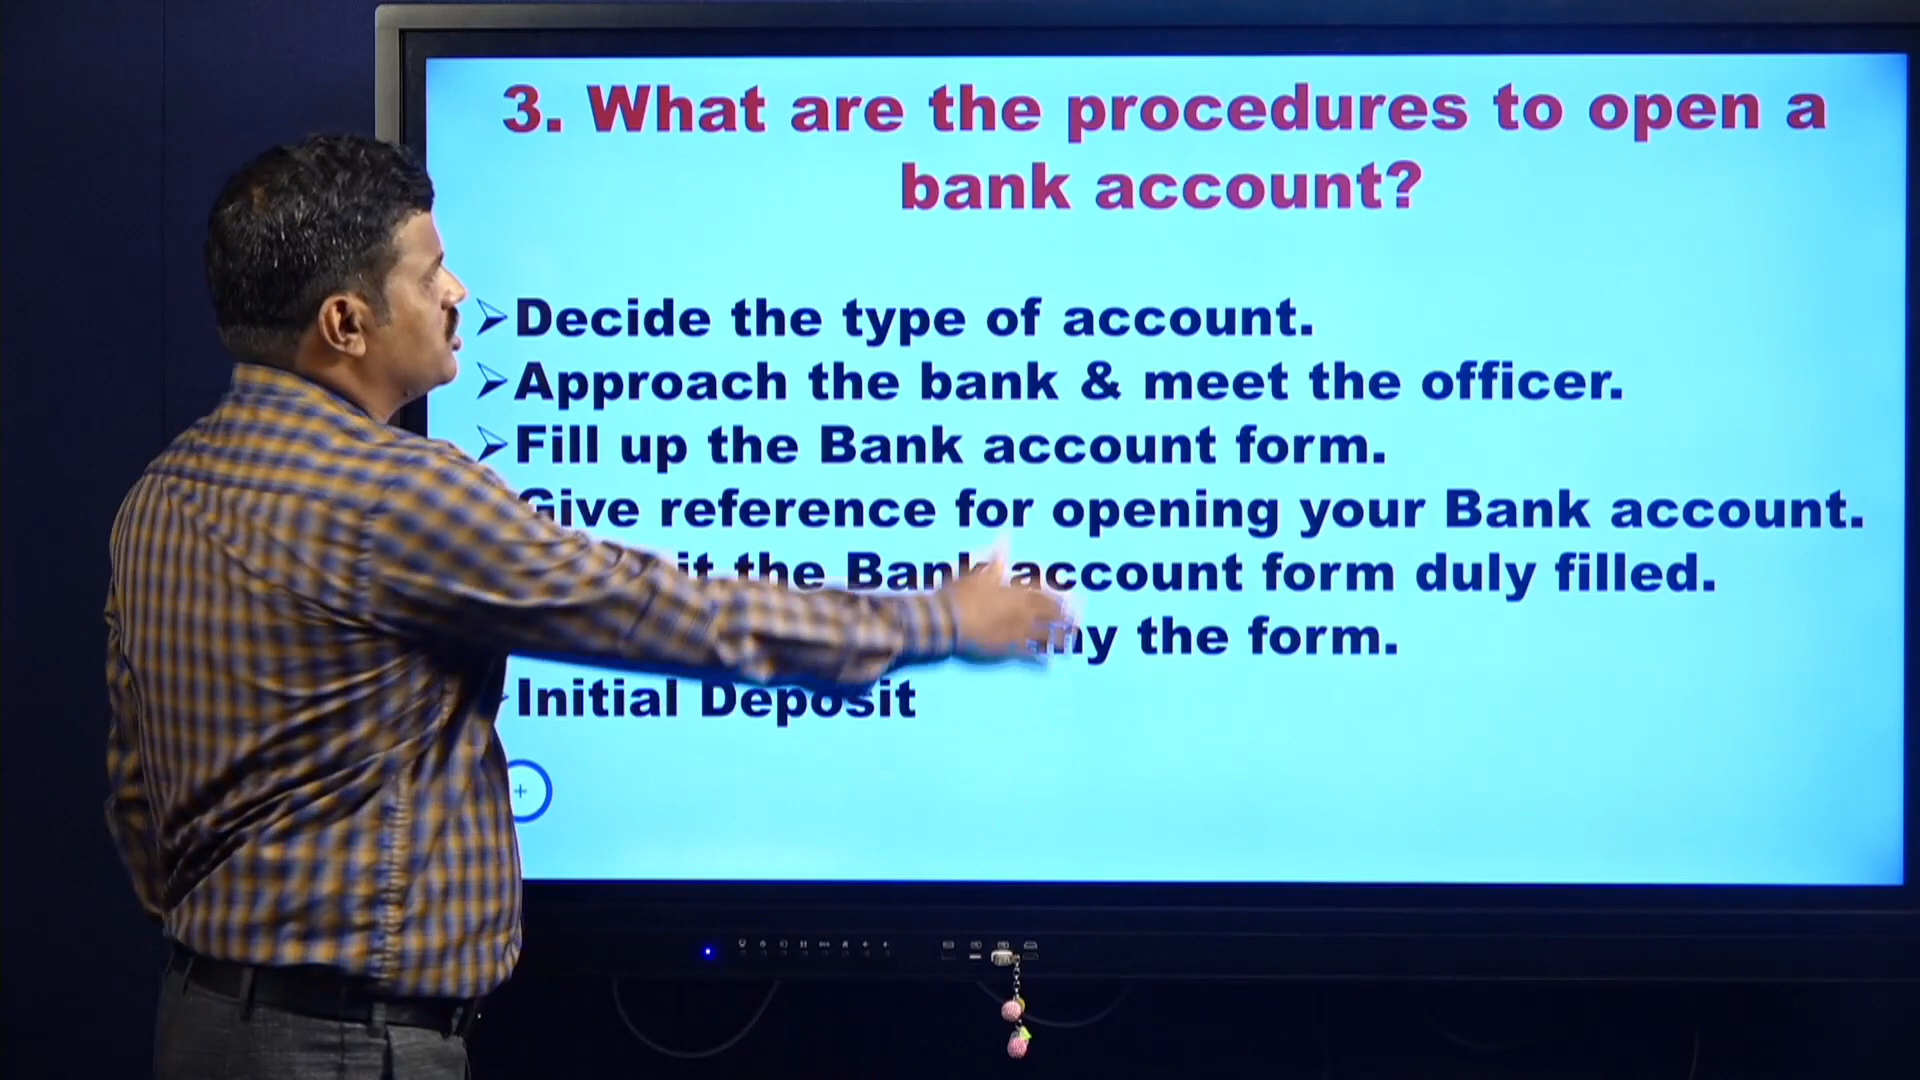 3. What are the procedures to open a
bank account?
Decide the type of account.
Approach the bank & meet the officer.
Fill up the Bank account form.
Give reference for opening your Bank account.
the Bank account form duly filled.
the form.
Initial Deposit